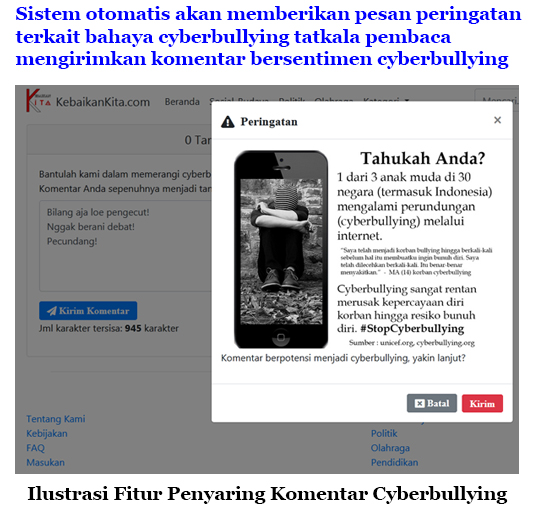 Sistem otomatis akan memberikan pesan peringatan
terkait bahaya cyberbullying tatkala pembaca
mengirimkan komentar bersentimen cyberbullying
KITA KebaikanKita.com Beranda Sosial-Budaya Politik Olahraga Kategori
Peringatan ×
0 Tan
Bantulah kami dalam memerangi cyberb
Komentar Anda sepenuhnya menjadi tan
Bilang aja loe pengecut!
Nggak berani debat!
Pecundang!
Kirim Komentar
Jml karakter tersisa: 945 karakter
Tahukah Anda?
1 dari 3 anak muda di 30
negara (termasuk Indonesia)
mengalami perundungan
(cyberbullying) melalui
internet.
"Saya telah menjadi korban bullying hingga berkali-kali
sebelum hal itu membuatku ingin bunuh diri. Saya
telah dilecehkan berkali-kali. Itu benar-benar
menyakitkan." - MA (14) korban cyberbullying
Cyberbullying sangat rentan
merusak kepercayaan diri
korban hingga resiko bunuh
diri. #StopCyberbullying
Sumber : unicef.org, cyberbullying.org
Komentar berpotensi menjadi cyberbullying, yakin lanjut?
Batal Kirim
Tentang Kami
Kebijakan
FAQ
Masukan
Politik
Olahraga
Pendidikan
Ilustrasi Fitur Penyaring Komentar Cyberbullying